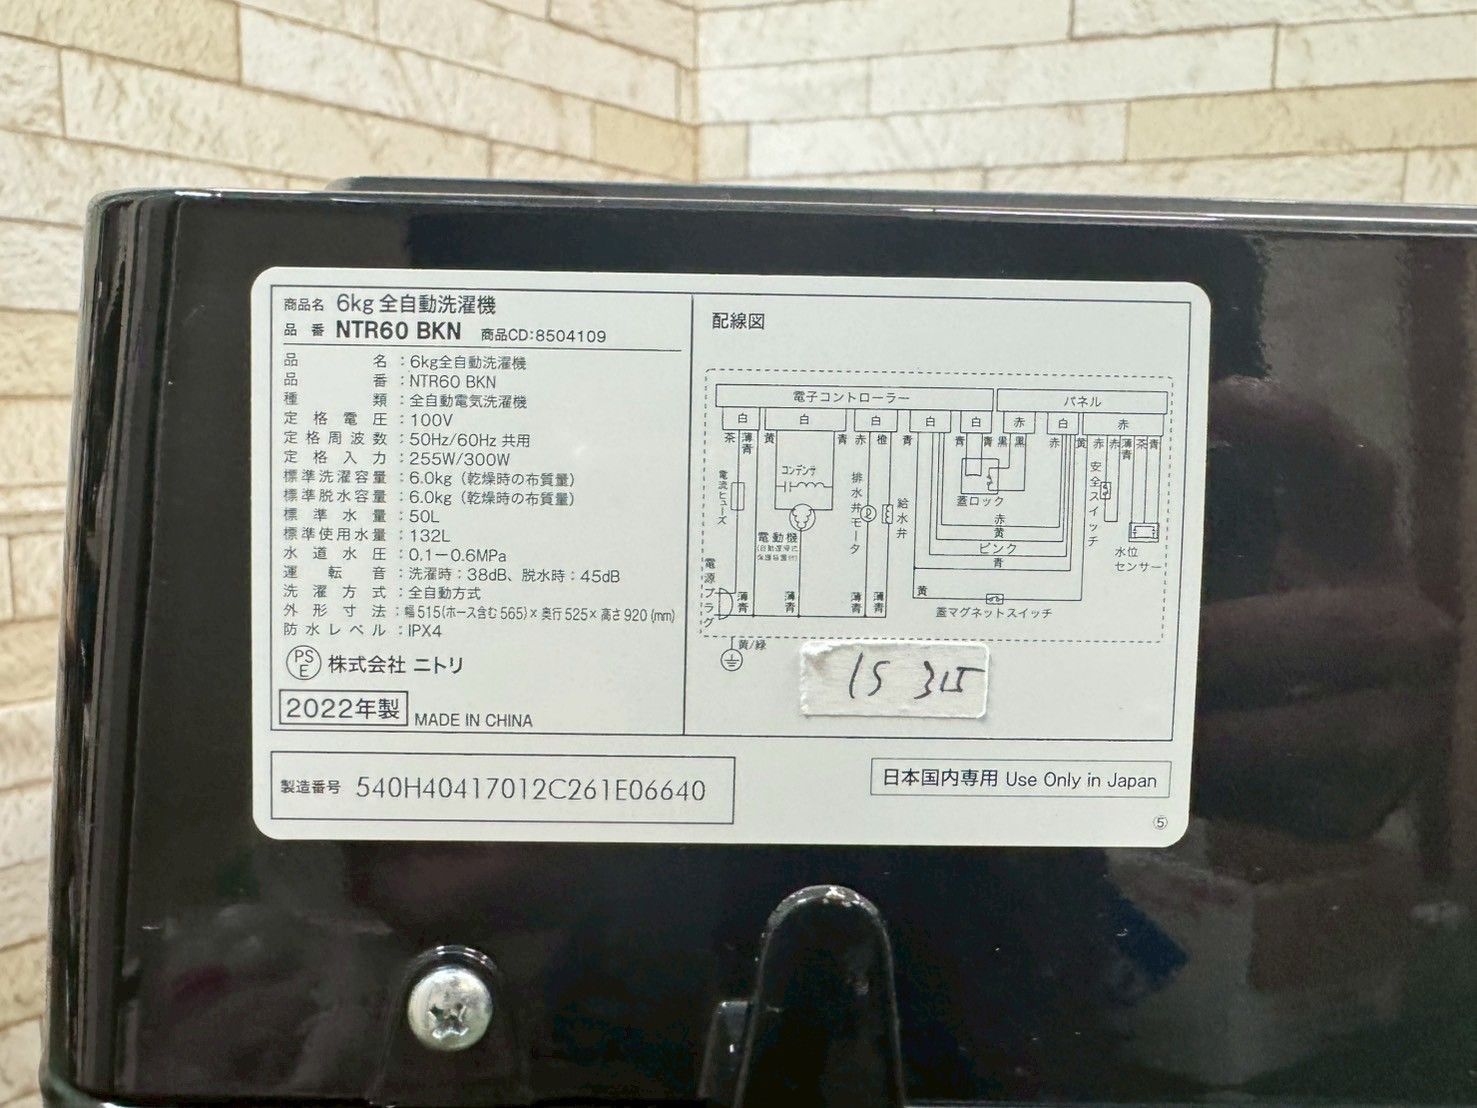 商品名 6kg 全自動洗濯機
品番 NTR60 BKN 商品CD:8504109
品名:6kg全自動洗濯機
品番:NTR60 BKN
種類:全自動電気洗濯機
定格電圧:100V
定格周波数:50Hz/60Hz 共用
定格入力:255W/300W
標準洗濯容量:6.0kg(乾燥時の布質量)
標準脱水容量:6.0kg(乾燥時の布質量)
標準水量:50L
標準使用水量:132L
水道水圧:0.1-0.6MPa
運転音:洗濯時:38dB、脱水時:45dB
洗濯方式:全自動方式
外形寸法:幅515(ホース含む565)×奥行525×高さ920(mm)
防水レベル:IPX4
PSE 株式会社 ニトリ
2022年製 MADE IN CHINA
製造番号 540H40417012C261E06640
配線図
電子コントローラー パネル
白 白 白 白 白 赤 白 赤
茶 薄青 黄 青 赤 橙 青 青 青 黒 黒 赤 黄 赤 赤 薄青 茶 青
電流ヒューズ
コンデンサ
電動機
(自動復帰式
保護装置付)
排水弁モータ
給水弁
蓋ロック
安全スイッチ
水位
センサー
赤
黄
ピンク
青
黄
蓋マグネットスイッチ
電源プラグ
薄青 薄青 薄青 薄青
黄/緑
日本国内専用 Use Only in Japan
⑤